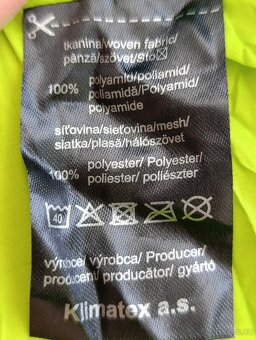 tkanina/woven fabric/
pânză/szövet/Stoff
100% polyamid/poliamid/
poliamidă/Polyamid/
polyamide
síťovina/sieťovina/mesh/
siatka/plasă/hálószövet
polyester/ Polyester/
100% poliester/ poliészter
40
výrobce/ výrobca/ Producer/
producent/ producător/ gyártó
Klimatex a.s.